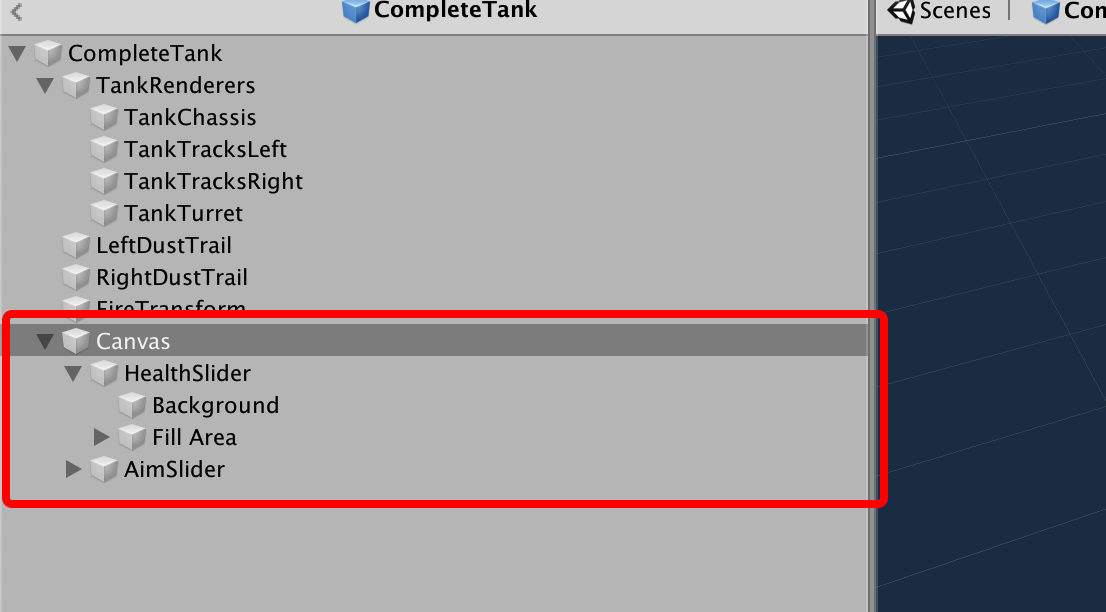 CompleteTank
Scenes | Com
CompleteTank
TankRenderers
TankChassis
TankTracksLeft
TankTracksRight
TankTurret
LeftDustTrail
RightDustTrail
FireTransform
Canvas
HealthSlider
Background
Fill Area
AimSlider